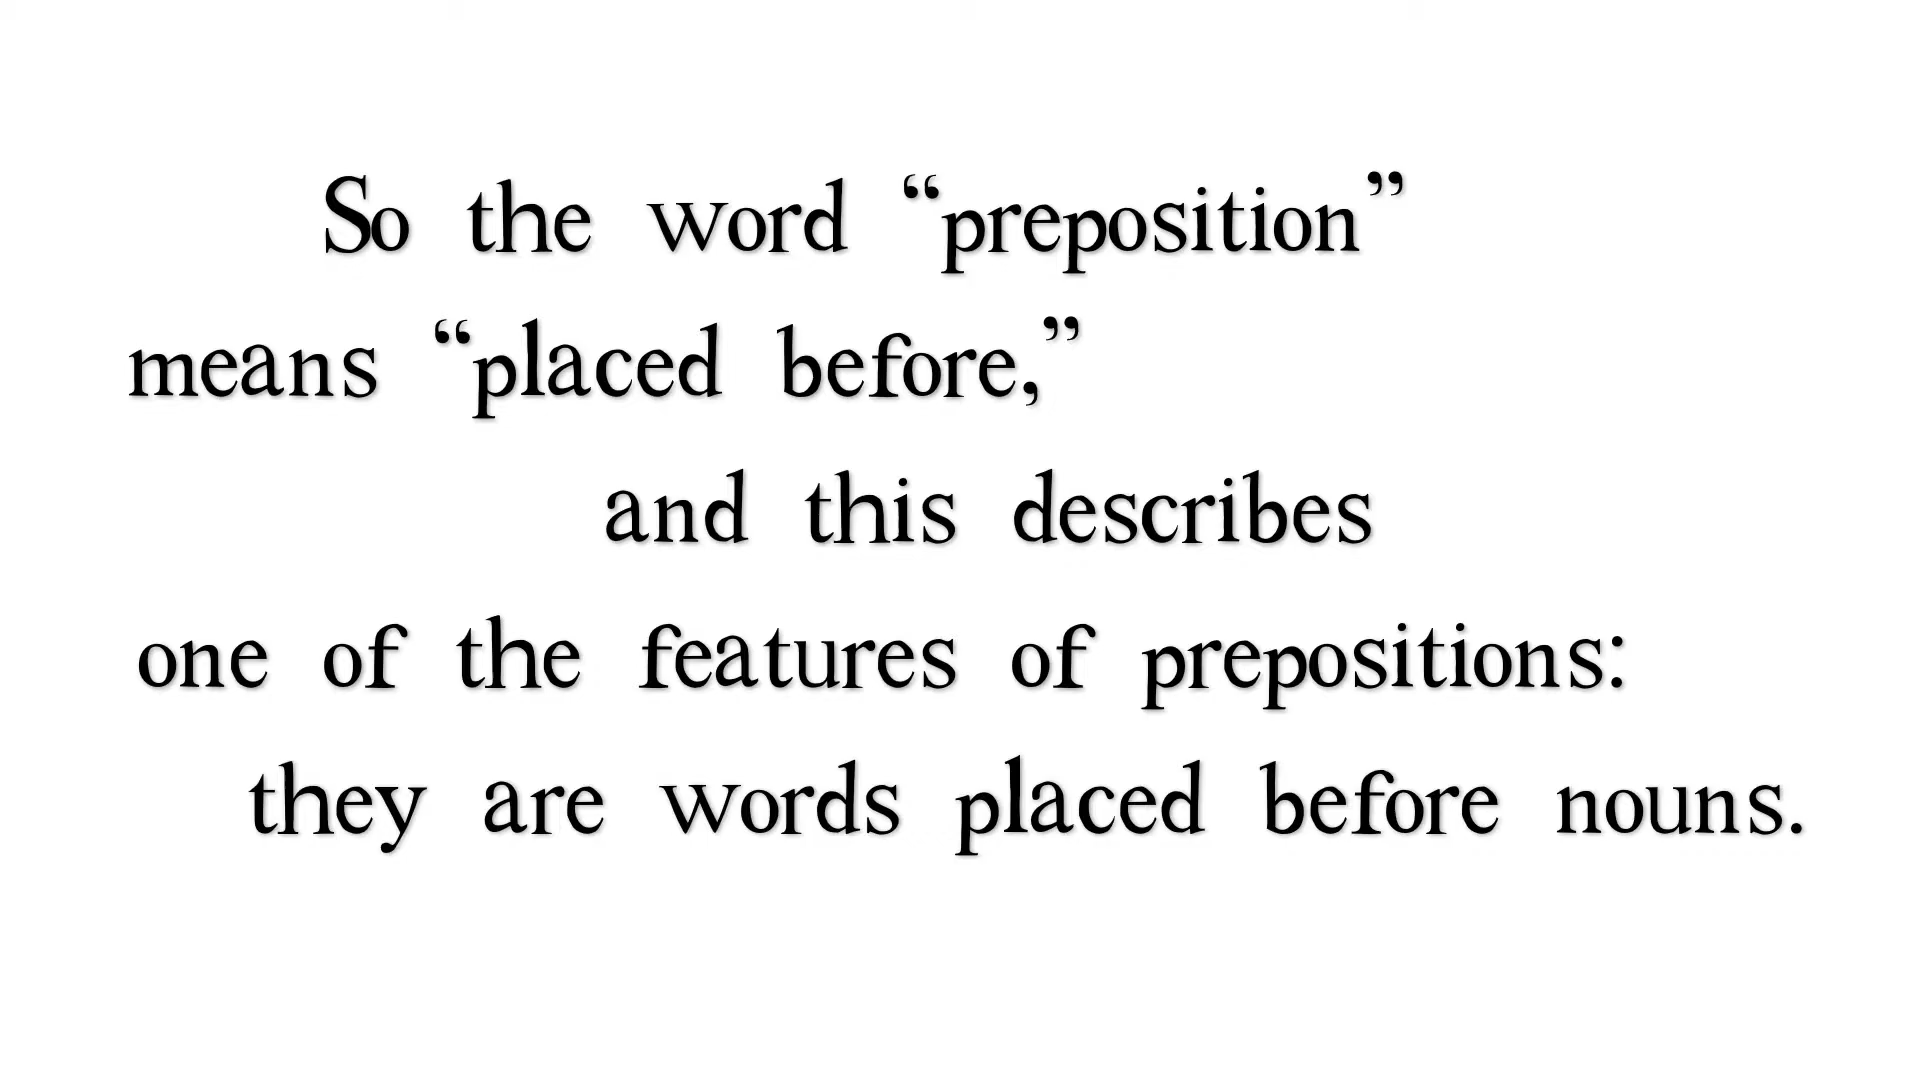 So the word “preposition”
means “placed before,”
and this describes
one of the features of prepositions:
they are words placed before nouns.